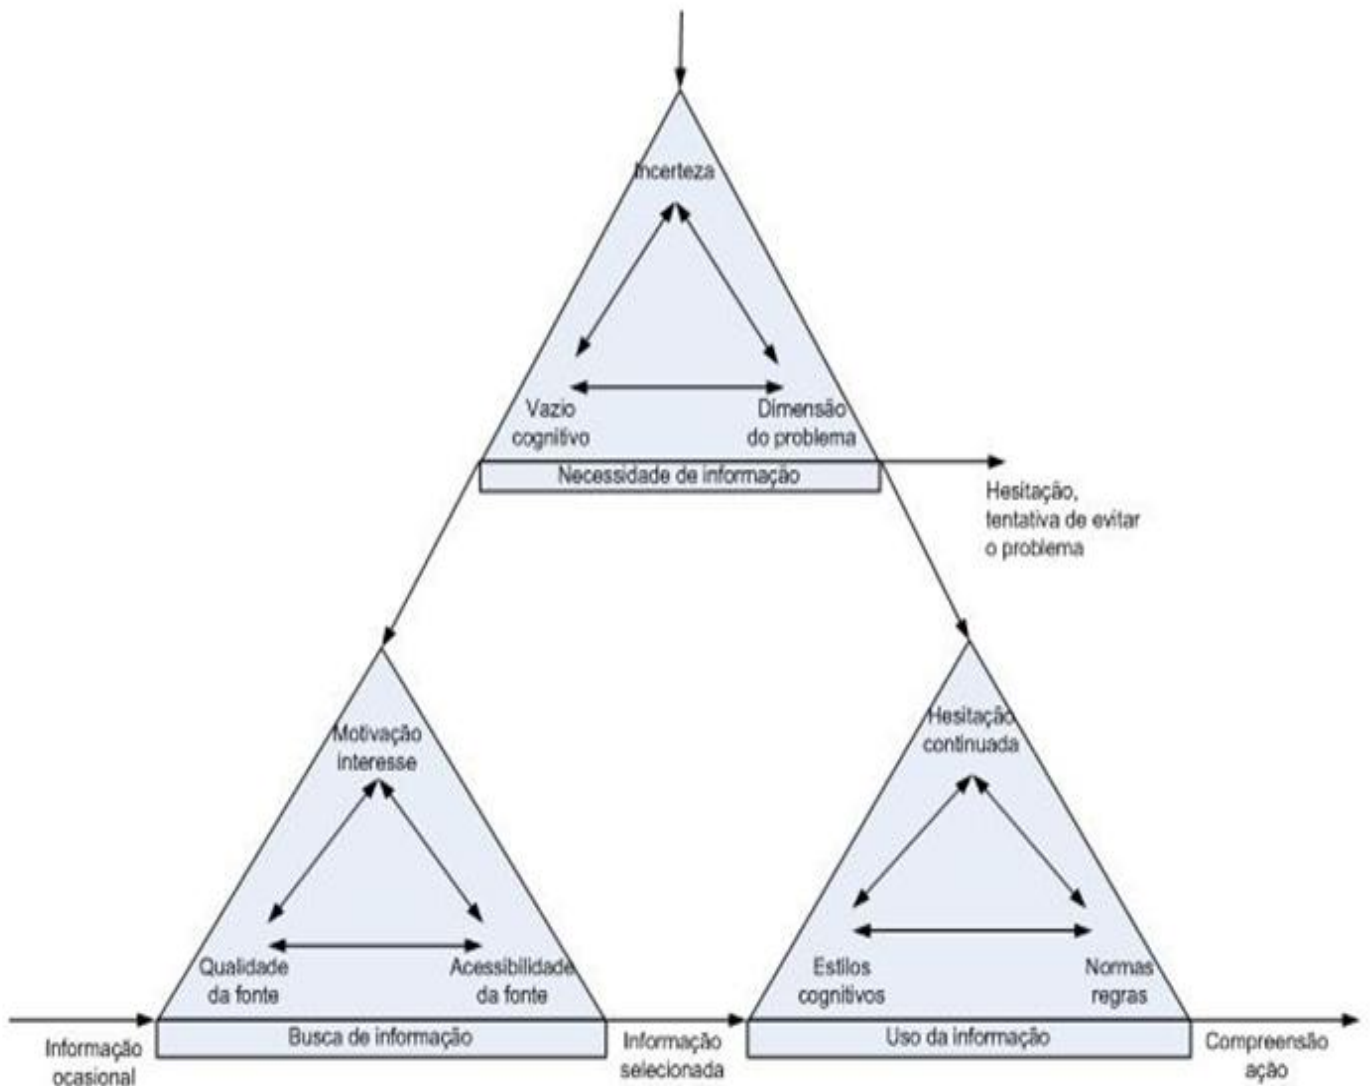 Incerteza
Vazio
cognitivo
Dimensão
do problema
Necessidade de informação
Hesitação,
tentativa de evitar
o problema
Motivação
interesse
Qualidade
da fonte
Acessibilidade
da fonte
Busca de informação
Informação
ocasional
Informação
selecionada
Hesitação
continuada
Estilos
cognitivos
Normas
regras
Uso da informação
Compreensão
ação